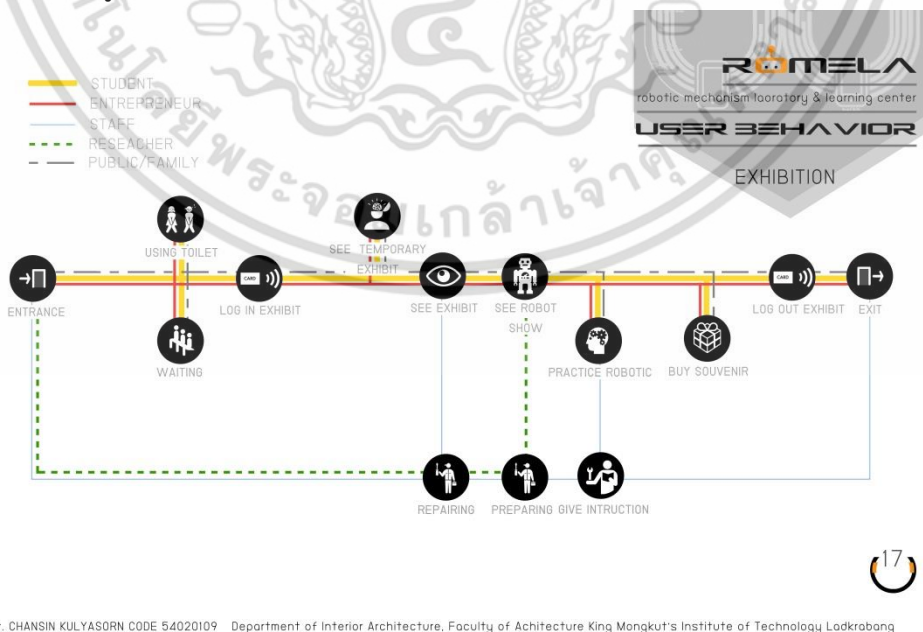 STUDENT
ENTREPRENEUR
STAFF
RESEACHER
PUBLIC/FAMILY
ROMELA
robotic mechanism laoratory & learning center
USER BEHAVIOR
EXHIBITION
USING TOILET
SEE TEMPORARY
EXHIBIT
CARD
CARD
ENTRANCE
LOG IN EXHIBIT
SEE EXHIBIT
SEE ROBOT
SHOW
LOG OUT EXHIBIT
EXIT
WAITING
PRACTICE ROBOTIC
BUY SOUVENIR
REPAIRING
PREPARING
GIVE INTRUCTION
17
. CHANSIN KULYASORN CODE 54020109 Department of Interior Architecture, Faculty of Achitecture King Mongkut's Institute of Technology Ladkrabang